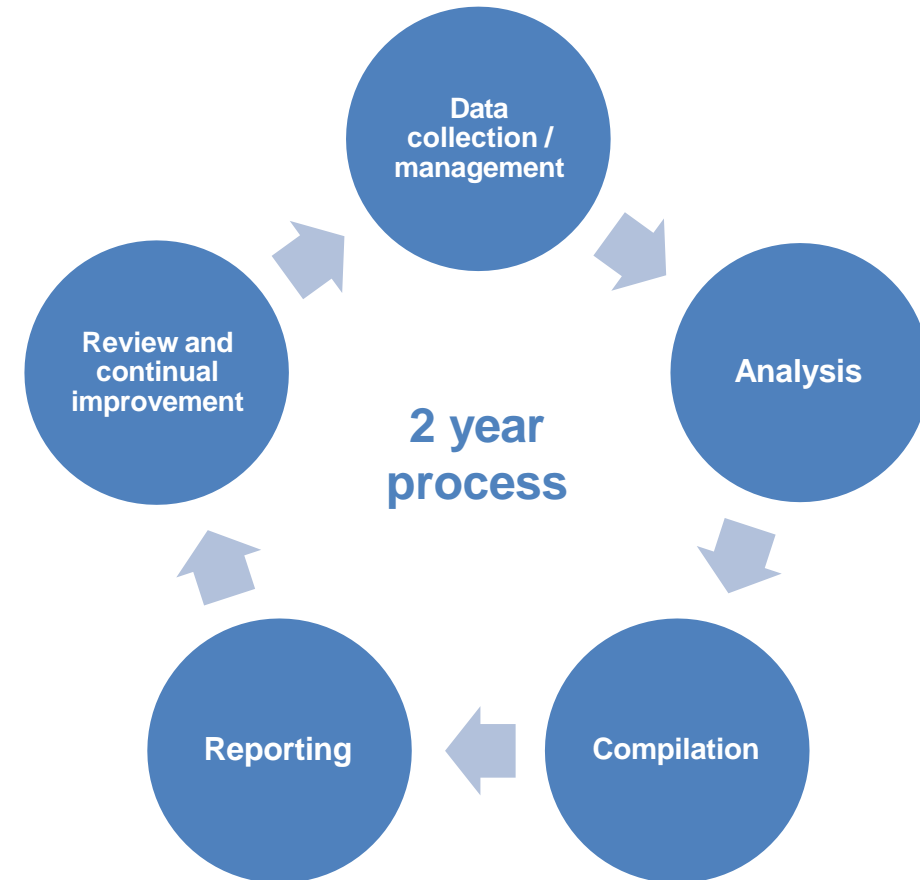 Data
collection /
management
Analysis
Compilation
Reporting
Review and
continual
improvement
2 year
process